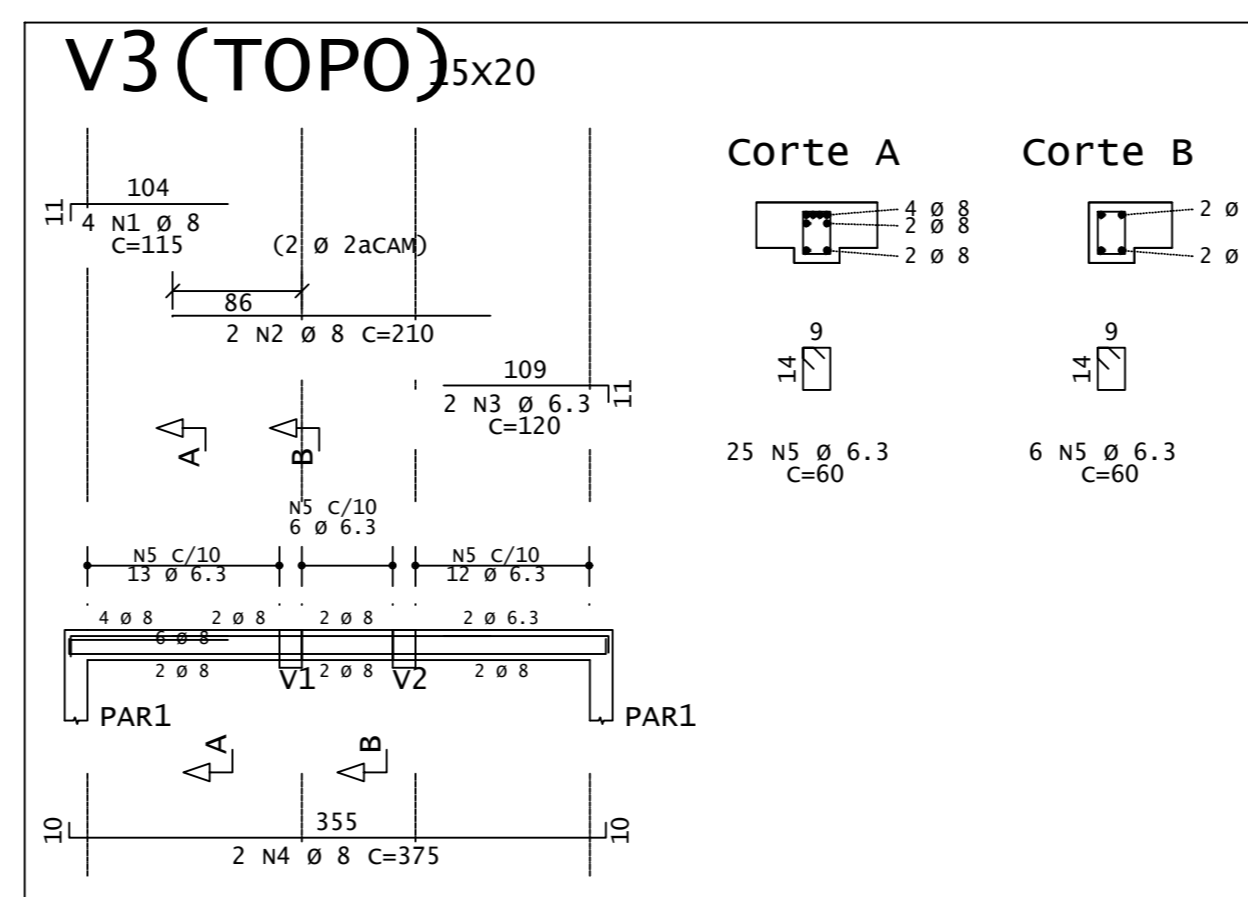 V3(TOPO) 15X20
Corte A
Corte B
104
11
4 N1 Ø 8
C=115
(2 Ø 2aCAM)
86
2 N2 Ø 8 C=210
109
11
2 N3 Ø 6.3
C=120
4 Ø 8
2 Ø 8
2 Ø 8
2 Ø
2 Ø
9
14
9
14
25 N5 Ø 6.3
C=60
6 N5 Ø 6.3
C=60
A
B
N5 C/10
6 Ø 6.3
N5 C/10
13 Ø 6.3
N5 C/10
12 Ø 6.3
4 Ø 8
2 Ø 8
2 Ø 8
2 Ø 6.3
6 Ø 8
2 Ø 8
V1
2 Ø 8
V2
2 Ø 8
PAR1
PAR1
A
B
10
355
10
2 N4 Ø 8 C=375